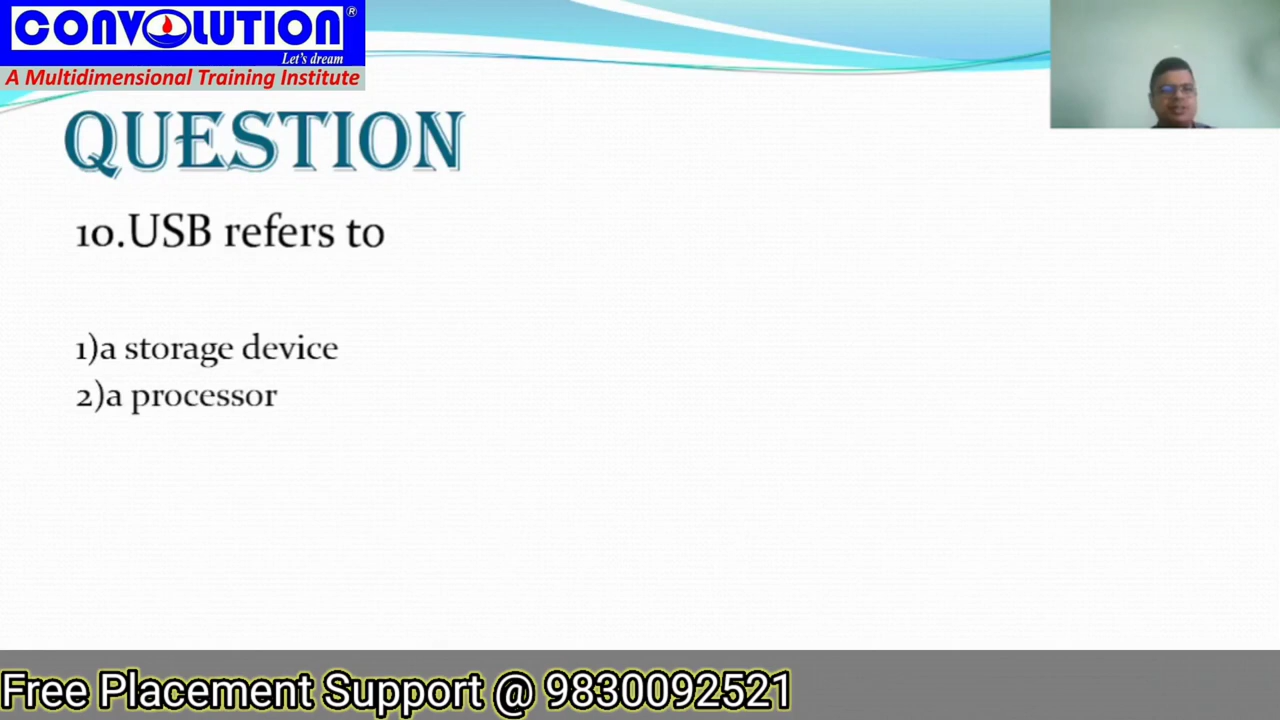 CONVOLUTION®
Let's dream
A Multidimensional Training Institute
QUESTION
10.USB refers to
1)a storage device
2)a processor
Free Placement Support @ 9830092521